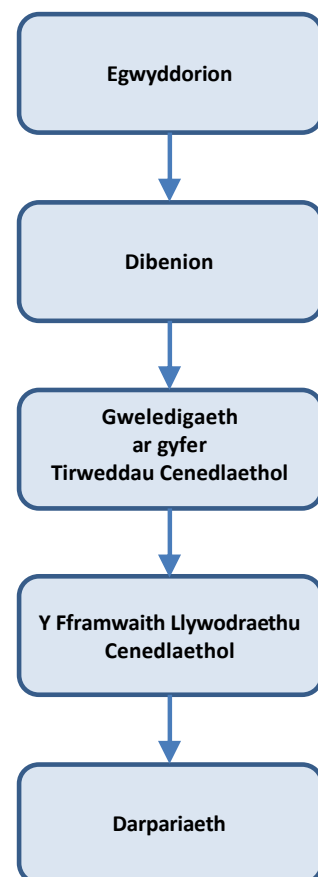 Egwyddorion
Dibenion
Gweledigaeth
ar gyfer
Tirweddau Cenedlaethol
Y Fframwaith Llywodraethu
Cenedlaethol
Darpariaeth